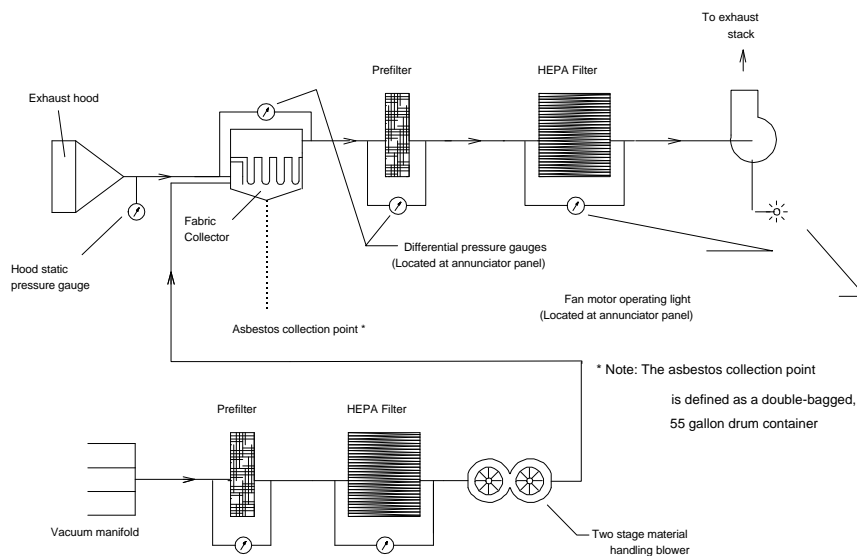 To exhaust
stack
Prefilter
HEPA Filter
Exhaust hood
Fabric
Collector
Differential pressure gauges
(Located at annunciator panel)
Hood static
pressure gauge
Fan motor operating light
(Located at annunciator panel)
Asbestos collection point *
* Note: The asbestos collection point
is defined as a double-bagged,
55 gallon drum container
Prefilter
HEPA Filter
Vacuum manifold
Two stage material
handling blower